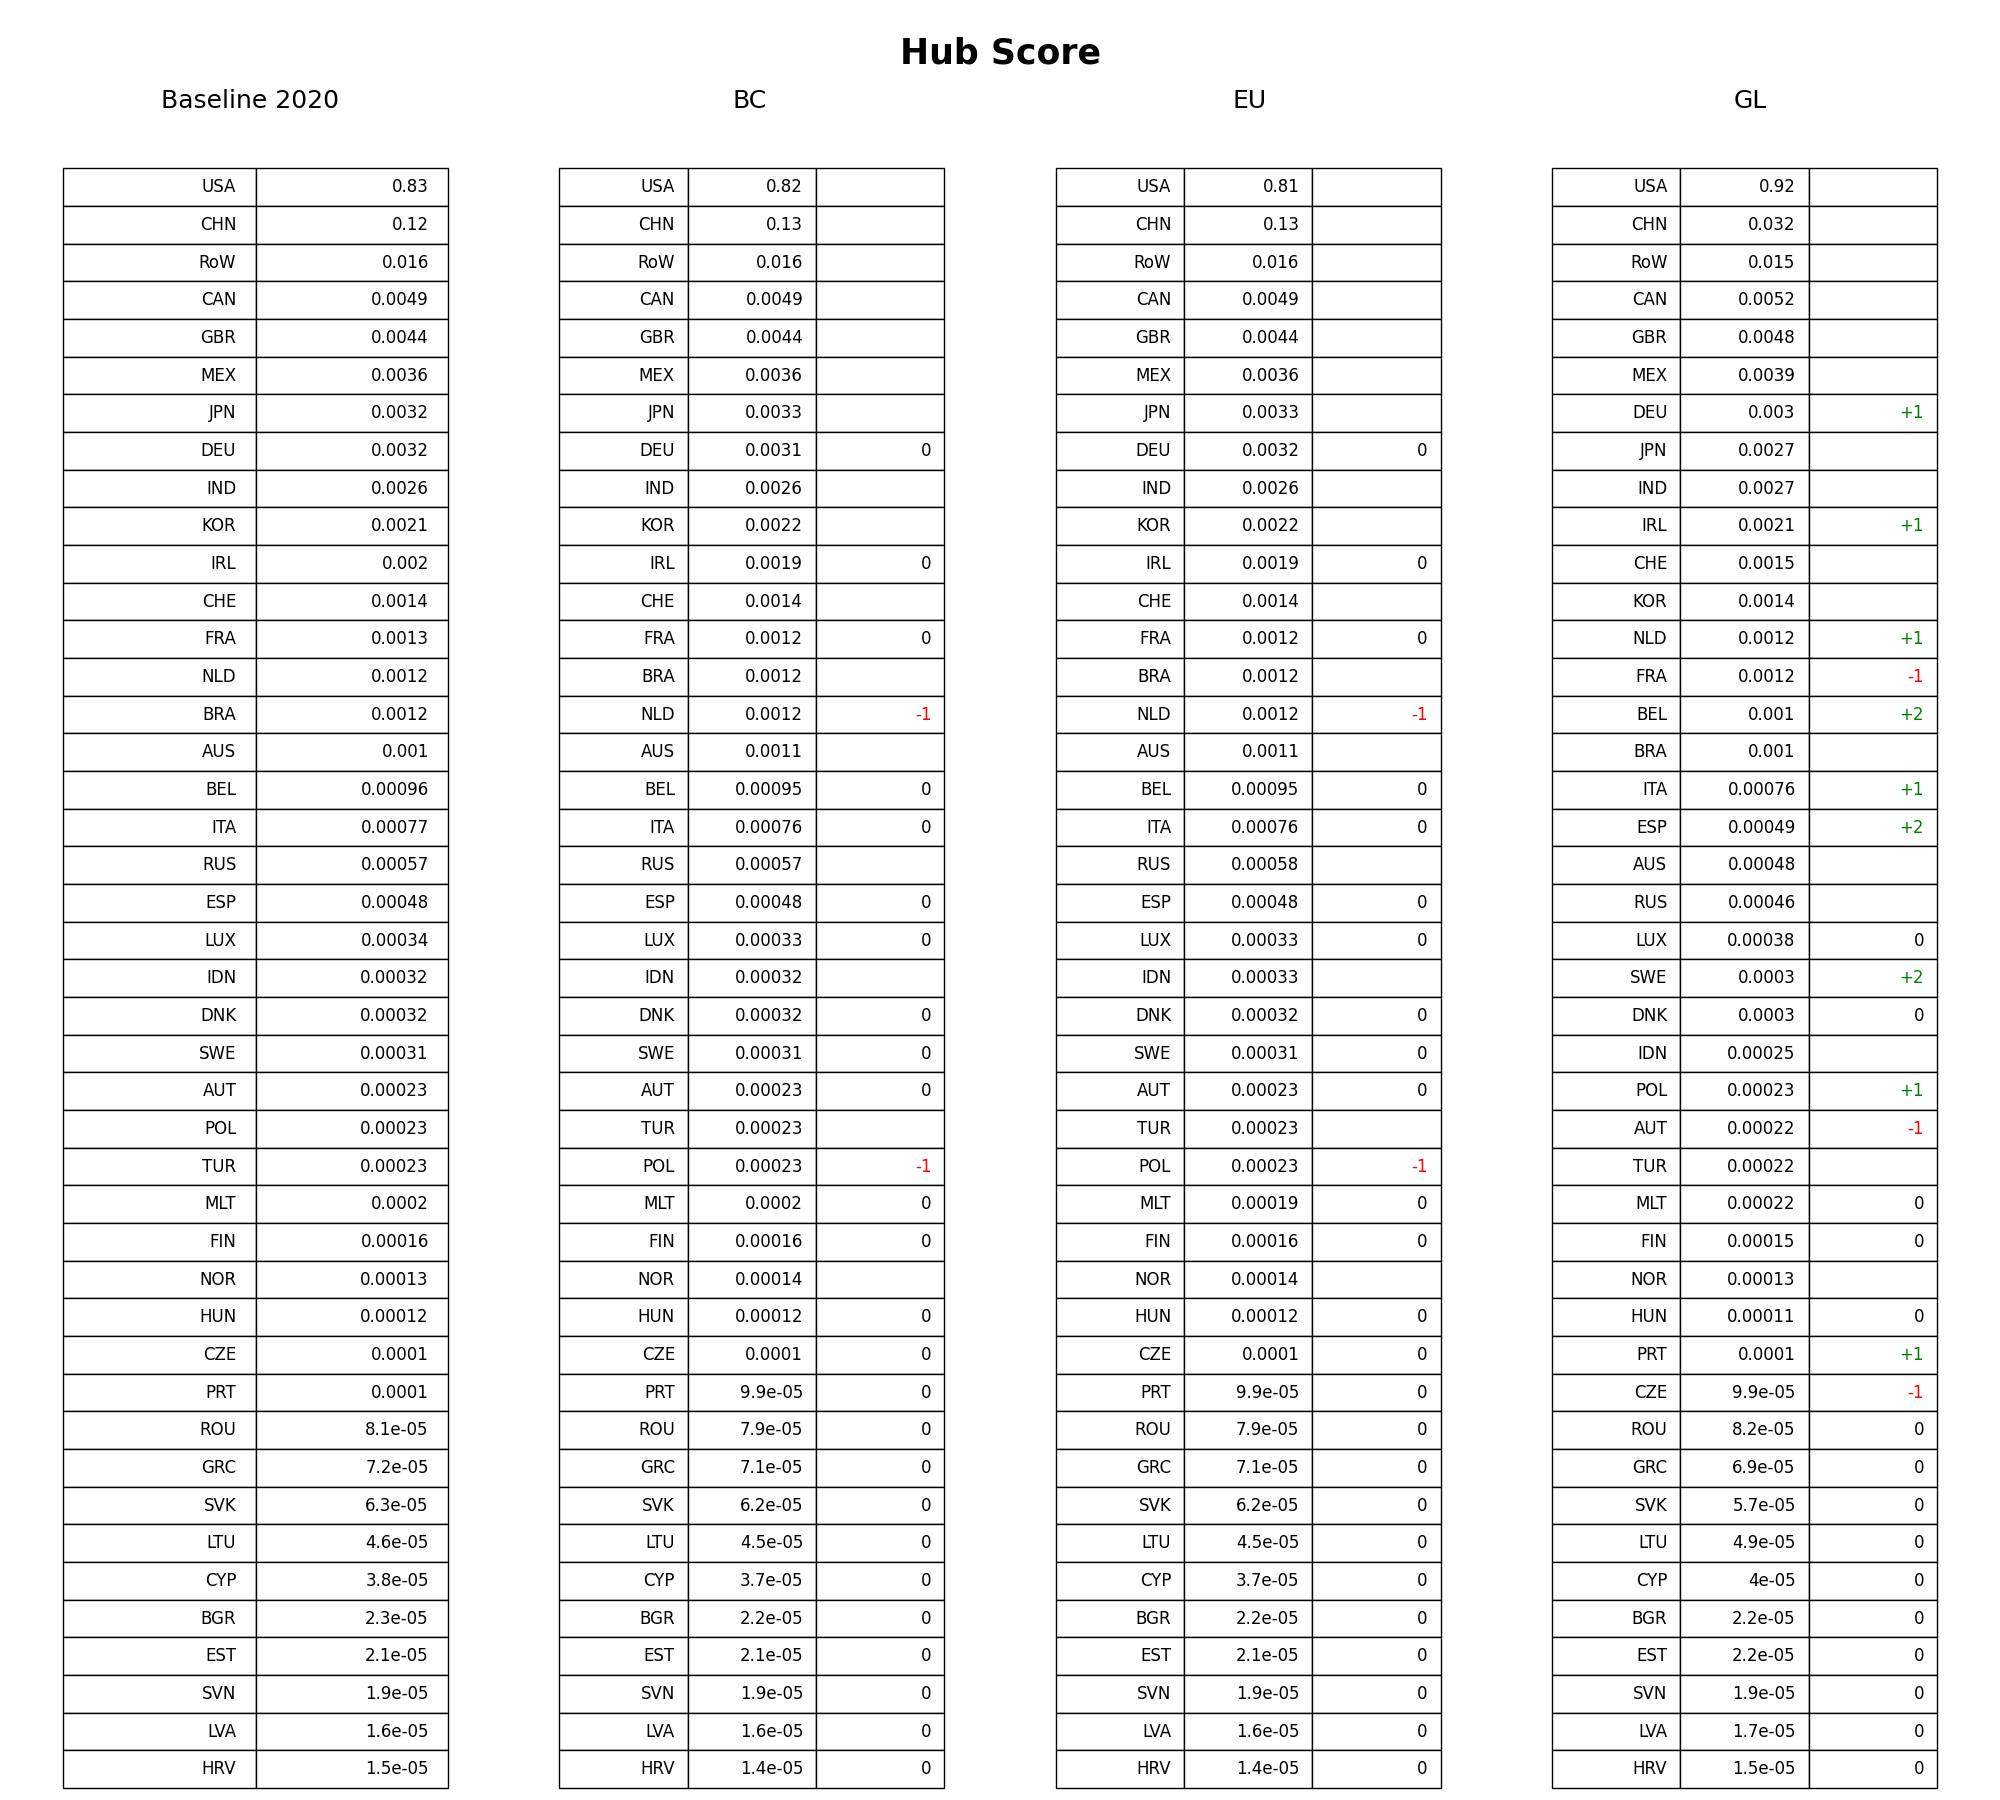 Hub Score
Baseline 2020 BC EU GL
USA 0.83 USA 0.82 USA 0.81 USA 0.92
CHN 0.12 CHN 0.13 CHN 0.13 CHN 0.032
RoW 0.016 RoW 0.016 RoW 0.016 RoW 0.015
CAN 0.0049 CAN 0.0049 CAN 0.0049 CAN 0.0052
GBR 0.0044 GBR 0.0044 GBR 0.0044 GBR 0.0048
MEX 0.0036 MEX 0.0036 MEX 0.0036 MEX 0.0039
JPN 0.0032 JPN 0.0033 JPN 0.0033 DEU 0.003 +1
DEU 0.0032 DEU 0.0031 0 DEU 0.0032 0 JPN 0.0027
IND 0.0026 IND 0.0026 IND 0.0026 IND 0.0027
KOR 0.0021 KOR 0.0022 KOR 0.0022 IRL 0.0021 +1
IRL 0.002 IRL 0.0019 0 IRL 0.0019 0 CHE 0.0015
CHE 0.0014 CHE 0.0014 CHE 0.0014 KOR 0.0014
FRA 0.0013 FRA 0.0012 0 FRA 0.0012 0 NLD 0.0012 +1
NLD 0.0012 BRA 0.0012 BRA 0.0012 FRA 0.0012 -1
BRA 0.0012 NLD 0.0012 -1 NLD 0.0012 -1 BEL 0.001 +2
AUS 0.001 AUS 0.0011 AUS 0.0011 BRA 0.001
BEL 0.00096 BEL 0.00095 0 BEL 0.00095 0 ITA 0.00076 +1
ITA 0.00077 ITA 0.00076 0 ITA 0.00076 0 ESP 0.00049 +2
RUS 0.00057 RUS 0.00057 RUS 0.00058 AUS 0.00048
ESP 0.00048 ESP 0.00048 0 ESP 0.00048 0 RUS 0.00046
LUX 0.00034 LUX 0.00033 0 LUX 0.00033 0 LUX 0.00038 0
IDN 0.00032 IDN 0.00032 IDN 0.00033 SWE 0.0003 +2
DNK 0.00032 DNK 0.00032 0 DNK 0.00032 0 DNK 0.0003 0
SWE 0.00031 SWE 0.00031 0 SWE 0.00031 0 IDN 0.00025
AUT 0.00023 AUT 0.00023 0 AUT 0.00023 0 POL 0.00023 +1
POL 0.00023 TUR 0.00023 TUR 0.00023 AUT 0.00022 -1
TUR 0.00023 POL 0.00023 -1 POL 0.00023 -1 TUR 0.00022
MLT 0.0002 MLT 0.0002 0 MLT 0.00019 0 MLT 0.00022 0
FIN 0.00016 FIN 0.00016 0 FIN 0.00016 0 FIN 0.00015 0
NOR 0.00013 NOR 0.00014 NOR 0.00014 NOR 0.00013
HUN 0.00012 HUN 0.00012 0 HUN 0.00012 0 HUN 0.00011 0
CZE 0.0001 CZE 0.0001 0 CZE 0.0001 0 PRT 0.0001 +1
PRT 0.0001 PRT 9.9e-05 0 PRT 9.9e-05 0 CZE 9.9e-05 -1
ROU 8.1e-05 ROU 7.9e-05 0 ROU 7.9e-05 0 ROU 8.2e-05 0
GRC 7.2e-05 GRC 7.1e-05 0 GRC 7.1e-05 0 GRC 6.9e-05 0
SVK 6.3e-05 SVK 6.2e-05 0 SVK 6.2e-05 0 SVK 5.7e-05 0
LTU 4.6e-05 LTU 4.5e-05 0 LTU 4.5e-05 0 LTU 4.9e-05 0
CYP 3.8e-05 CYP 3.7e-05 0 CYP 3.7e-05 0 CYP 4e-05 0
BGR 2.3e-05 BGR 2.2e-05 0 BGR 2.2e-05 0 BGR 2.2e-05 0
EST 2.1e-05 EST 2.1e-05 0 EST 2.1e-05 0 EST 2.2e-05 0
SVN 1.9e-05 SVN 1.9e-05 0 SVN 1.9e-05 0 SVN 1.9e-05 0
LVA 1.6e-05 LVA 1.6e-05 0 LVA 1.6e-05 0 LVA 1.7e-05 0
HRV 1.5e-05 HRV 1.4e-05 0 HRV 1.4e-05 0 HRV 1.5e-05 0